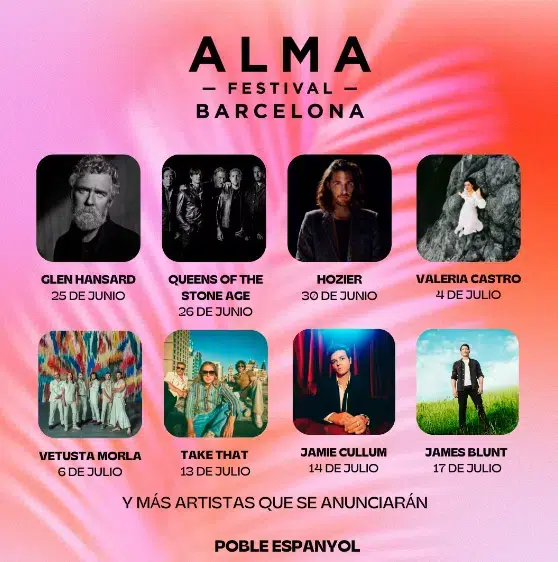 ALMA
— FESTIVAL —
BARCELONA
GLEN HANSARD
25 DE JUNIO
QUEENS OF THE
STONE AGE
26 DE JUNIO
HOZIER
30 DE JUNIO
VALERIA CASTRO
4 DE JULIO
VETUSTA MORLA
6 DE JULIO
TAKE THAT
13 DE JULIO
JAMIE CULLUM
14 DE JULIO
JAMES BLUNT
17 DE JULIO
Y MÁS ARTISTAS QUE SE ANUNCIARÁN
POBLE ESPANYOL